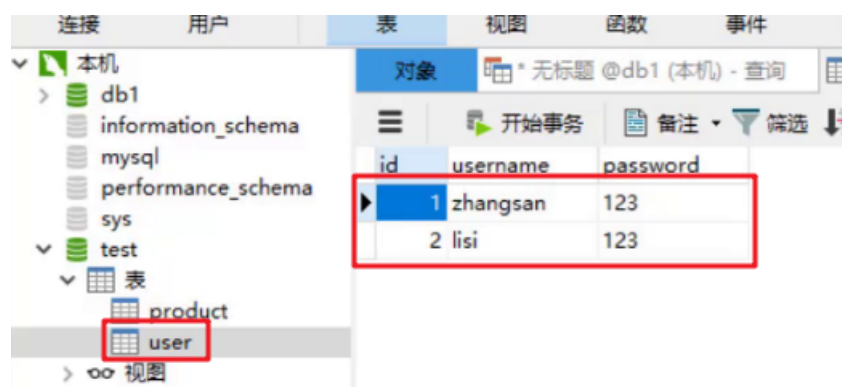 连接 用户 表 视图 函数 事件
本机
db1
information_schema
mysql
performance_schema
sys
test
表
product
user
视图
对象 * 无标题 @db1 (本机) - 查询
开始事务 备注 筛选
id username password
1 zhangsan 123
2 lisi 123